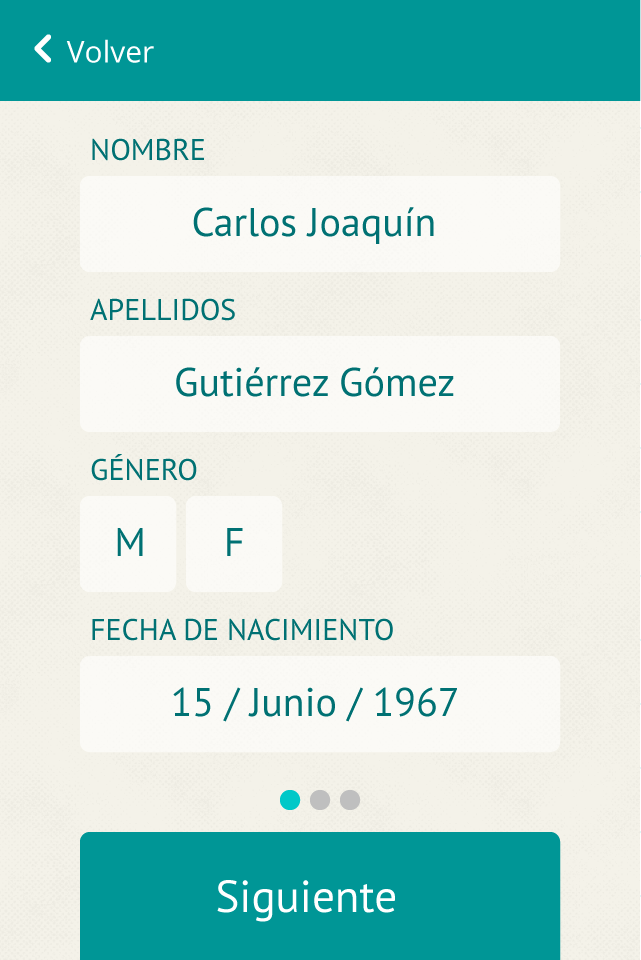 Volver
NOMBRE
Carlos Joaquín
APELLIDOS
Gutiérrez Gómez
GÉNERO
M F
FECHA DE NACIMIENTO
15 / Junio / 1967
Siguiente